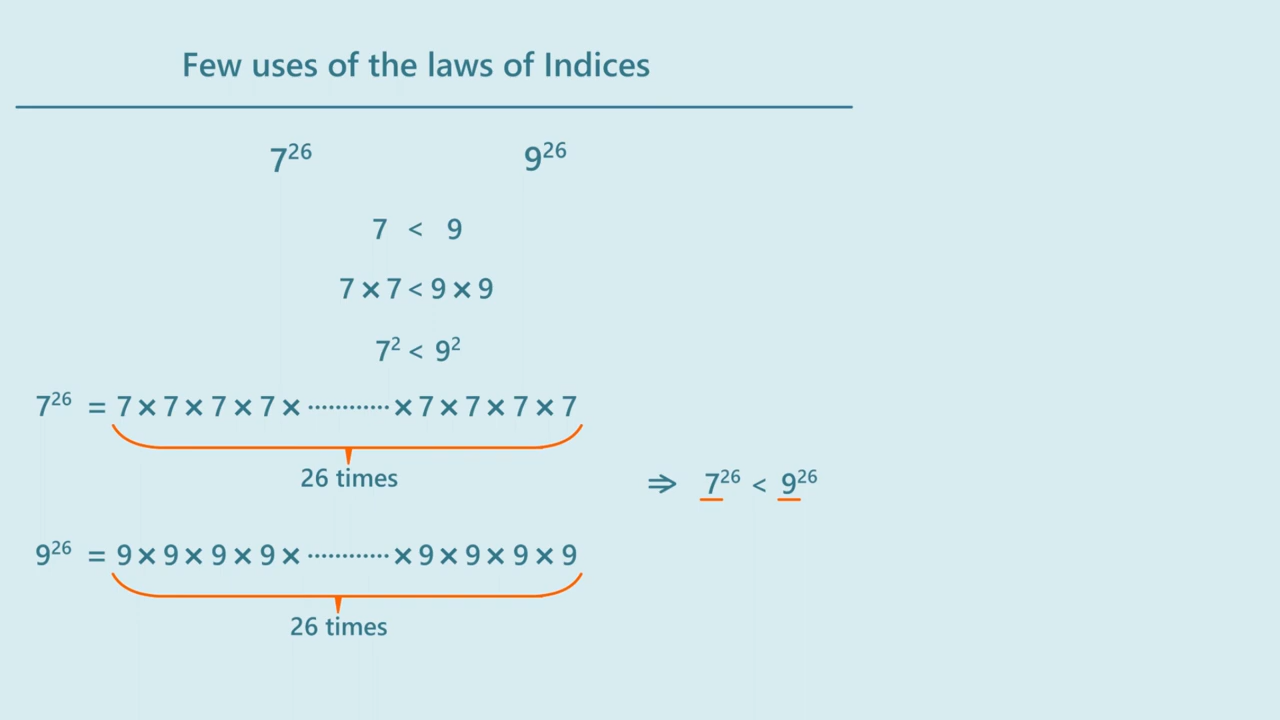 Few uses of the laws of Indices
7²⁶ 9²⁶
7 < 9
7 × 7 < 9 × 9
7² < 9²
7²⁶ = 7 × 7 × 7 × 7 × ············ × 7 × 7 × 7 × 7
26 times
⇒ 7²⁶ < 9²⁶
9²⁶ = 9 × 9 × 9 × 9 × ············ × 9 × 9 × 9 × 9
26 times